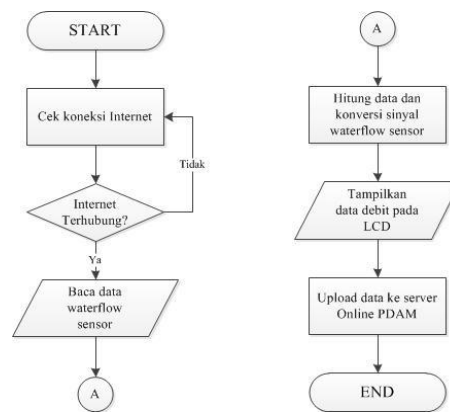 START
Cek koneksi Internet
Tidak
Internet
Terhubung?
Ya
Baca data
waterflow
sensor
A
A
Hitung data dan
konversi sinyal
waterflow sensor
Tampilkan
data debit pada
LCD
Upload data ke server
Online PDAM
END